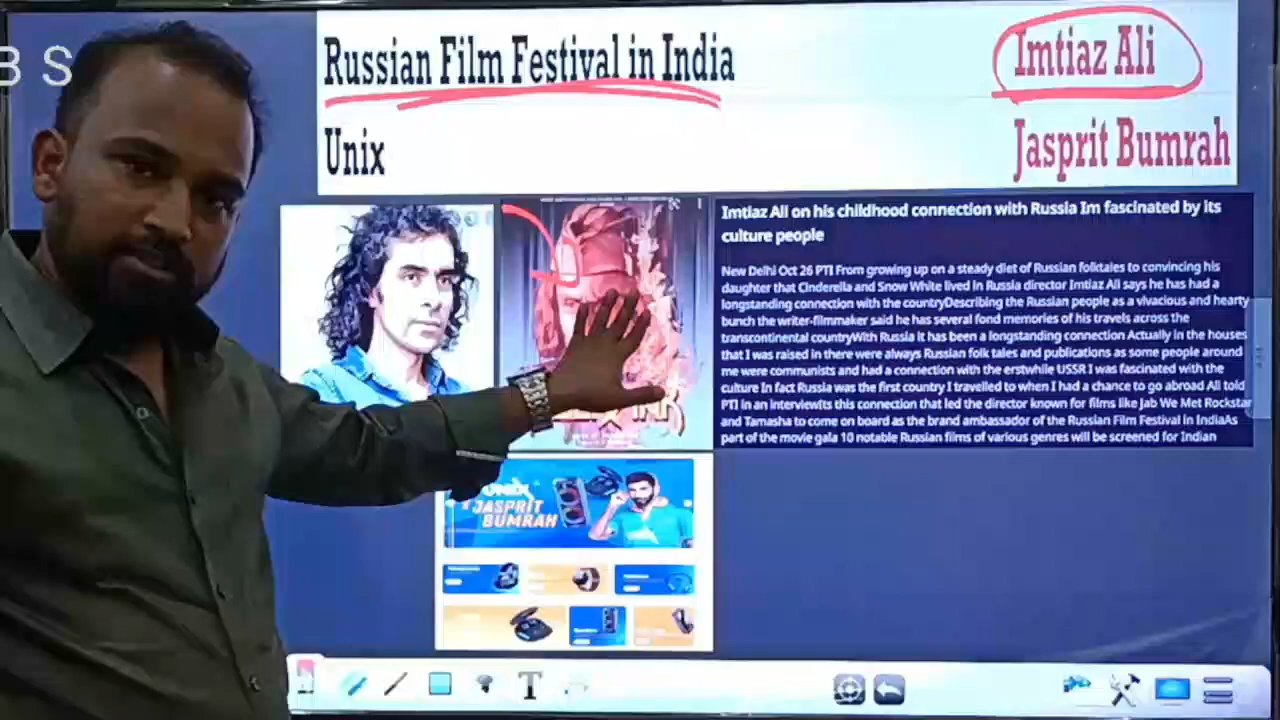 B S
Russian Film Festival in India
Imtiaz Ali
Unix
Jasprit Bumrah
Imtiaz Ali on his childhood connection with Russia Im fascinated by its
culture people
New Delhi Oct 26 PTI From growing up on a steady diet of Russian folktales to convincing his
daughter that Cinderella and Snow White lived in Russia director Imtiaz Ali says he has had a
longstanding connection with the countryDescribing the Russian people as a vivacious and hearty
bunch the writer-filmmaker said he has several fond memories of his travels across the
transcontinental countryWith Russia it has been a longstanding connection Actually in the houses
that I was raised in there were always Russian folk tales and publications as some people around
me were communists and had a connection with the erstwhile USSR I was fascinated with the
culture In fact Russia was the first country I travelled to when I had a chance to go abroad Ali told
PTI in an interviewIts this connection that led the director known for films like Jab We Met Rockstar
and Tamasha to come on board as the brand ambassador of the Russian Film Festival in IndiaAs
part of the movie gala 10 notable Russian films of various genres will be screened for Indian
UNIX
JASPRIT
BUMRAH
T